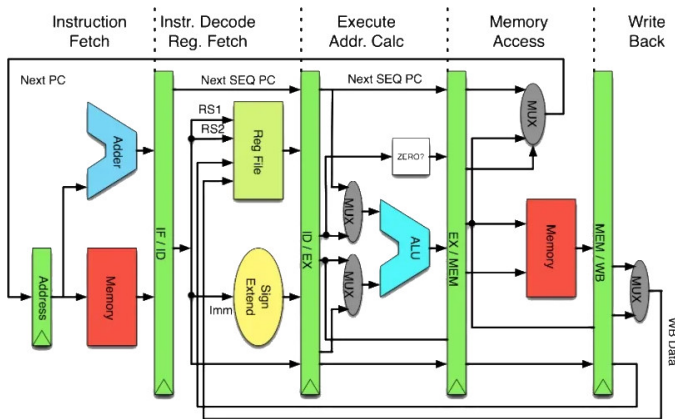 Instruction
Fetch
Instr. Decode
Reg. Fetch
Execute
Addr. Calc
Memory
Access
Write
Back
Next PC
Next SEQ PC
Next SEQ PC
MUX
RS1
RS2
Adder
Reg File
ZERO?
MUX
IF / ID
ID / EX
ALU
EX / MEM
MEM / WB
Address
Memory
Imm
Sign
Extend
MUX
Memory
MUX
WB Data